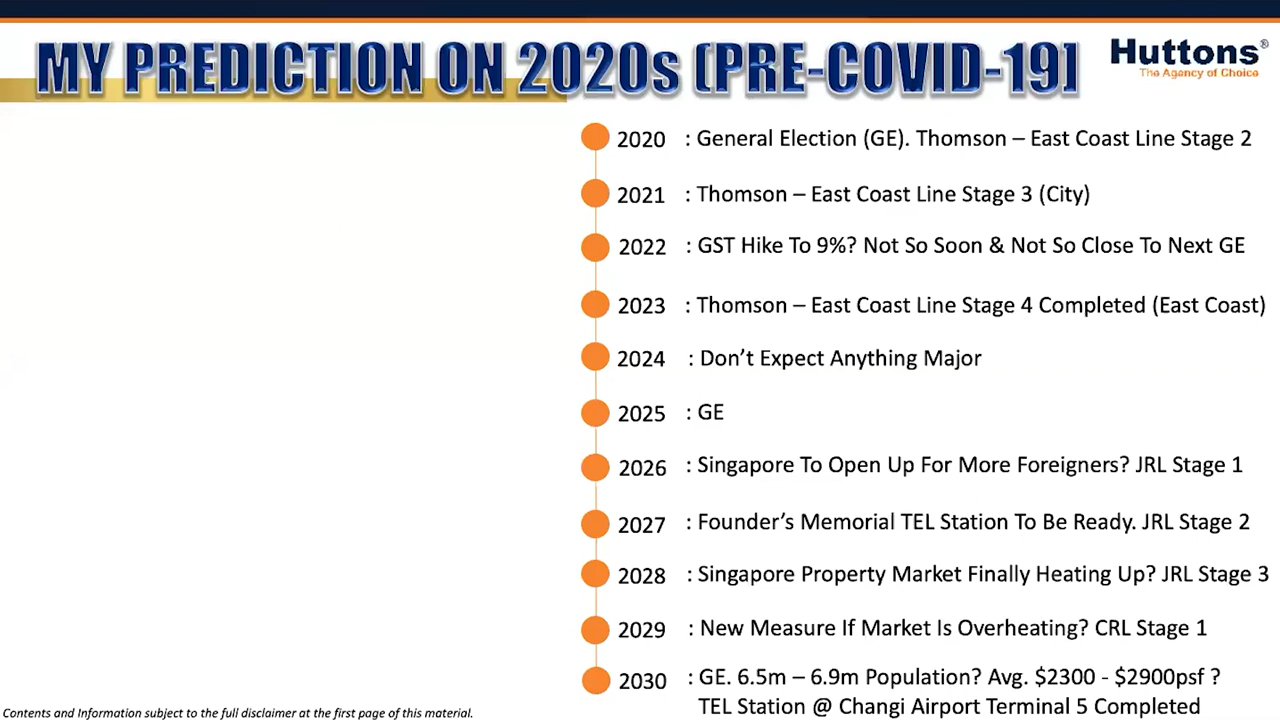 MY PREDICTION ON 2020s [PRE-COVID-19]
Huttons®
The Agency of Choice
2020 : General Election (GE). Thomson – East Coast Line Stage 2
2021 : Thomson – East Coast Line Stage 3 (City)
2022 : GST Hike To 9%? Not So Soon & Not So Close To Next GE
2023 : Thomson – East Coast Line Stage 4 Completed (East Coast)
2024 : Don’t Expect Anything Major
2025 : GE
2026 : Singapore To Open Up For More Foreigners? JRL Stage 1
2027 : Founder’s Memorial TEL Station To Be Ready. JRL Stage 2
2028 : Singapore Property Market Finally Heating Up? JRL Stage 3
2029 : New Measure If Market Is Overheating? CRL Stage 1
2030 : GE. 6.5m – 6.9m Population? Avg. $2300 - $2900psf ?
TEL Station @ Changi Airport Terminal 5 Completed
Contents and Information subject to the full disclaimer at the first page of this material.